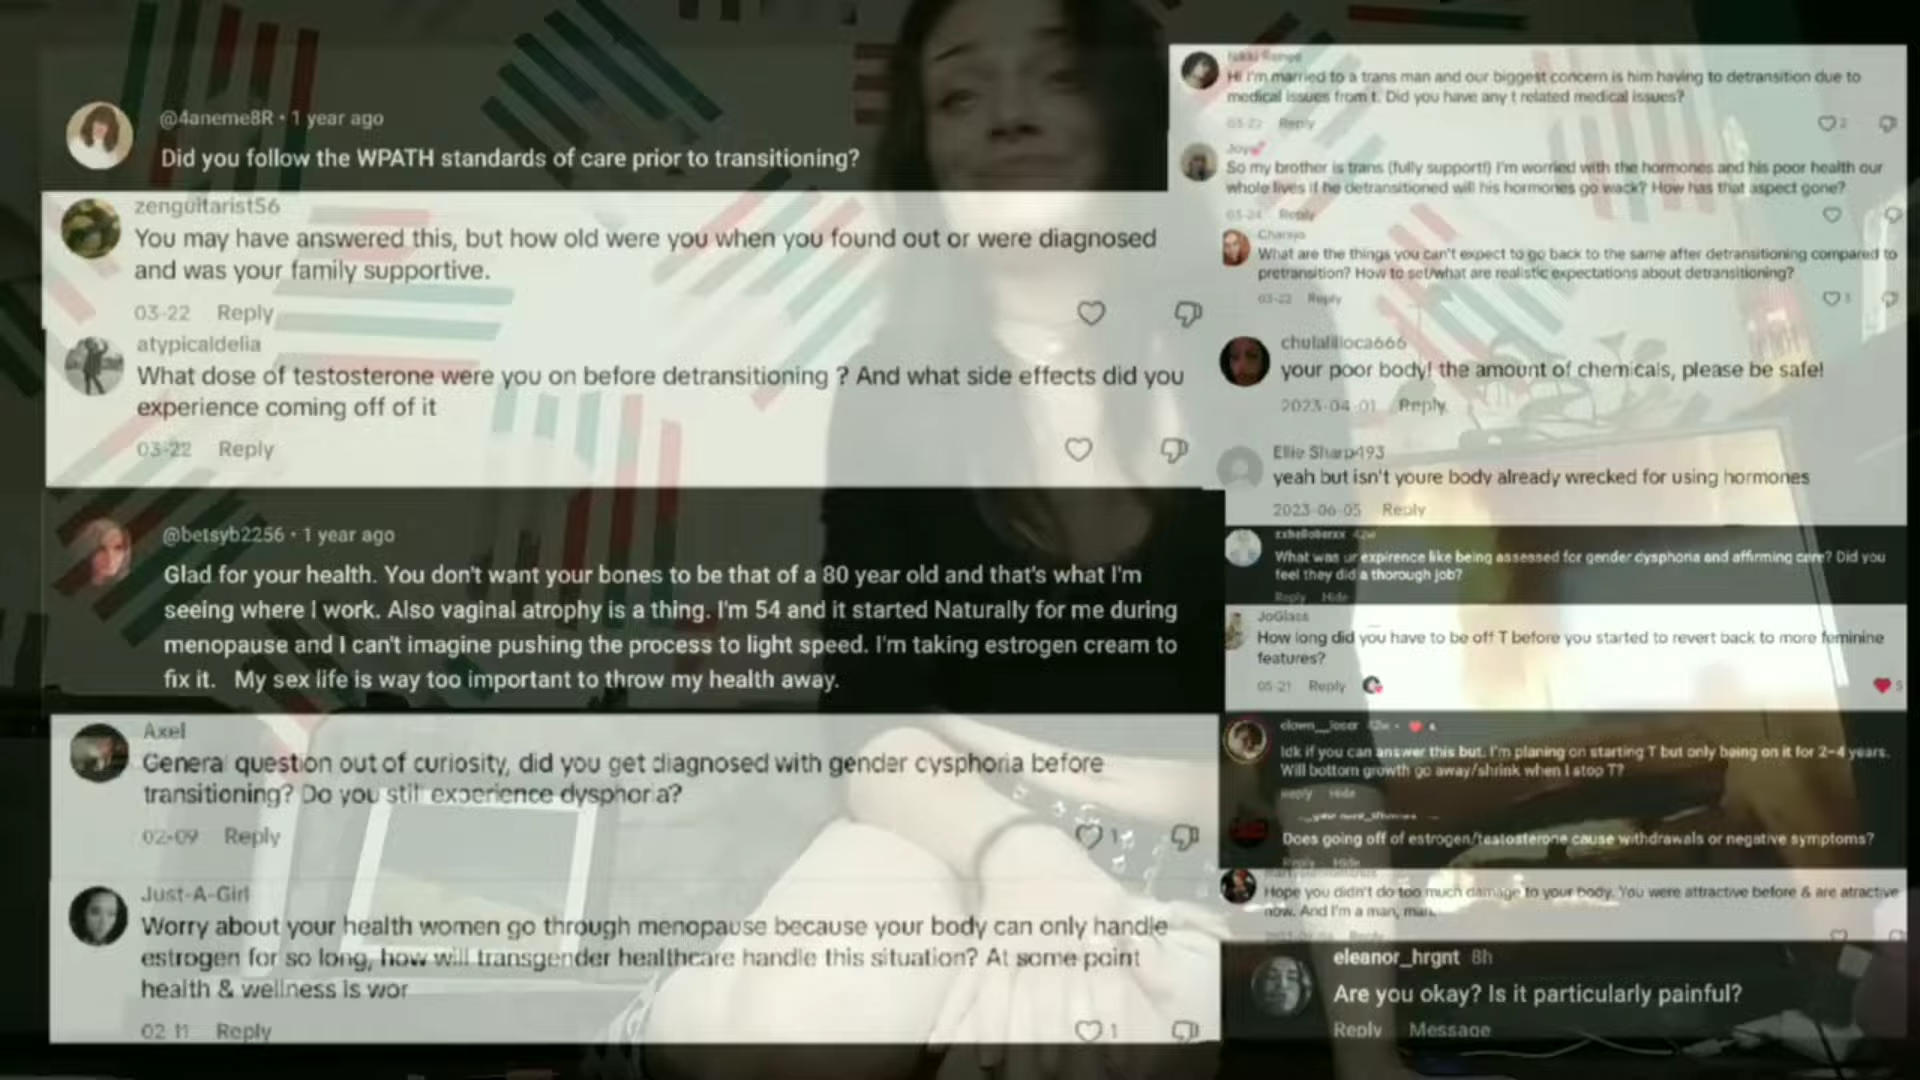 @4aneme8R • 1 year ago
Did you follow the WPATH standards of care prior to transitioning?
zenguitarist56
You may have answered this, but how old were you when you found out or were diagnosed
and was your family supportive.
03-22 Reply
atypicaldelia
What dose of testosterone were you on before detransitioning ? And what side effects did you
experience coming off of it
03-22 Reply
@betsyb2256 • 1 year ago
Glad for your health. You don't want your bones to be that of a 80 year old and that's what I'm
seeing where I work. Also vaginal atrophy is a thing. I'm 54 and it started Naturally for me during
menopause and I can't imagine pushing the process to light speed. I'm taking estrogen cream to
fix it. My sex life is way too important to throw my health away.
Axel
General question out of curiosity, did you get diagnosed with gender cysphoria before
transitioning? Do you still experience dysphoria?
02-09 Reply
1
Just-A-Girl
Worry about your health women go through menopause because your body can only handle
estrogen for so long, how will transgender healthcare handle this situation? At some point
health & wellness is wor
02-11 Reply
1
Hi I'm married to a trans man and our biggest concern is him having to detransition due to
medical issues from t. Did you have any t related medical issues?
03-22 Reply
2
Joyy
So my brother is trans (fully support!) I'm worried with the hormones and his poor health our
whole lives if he detransitioned will his hormones go wack? How has that aspect gone?
03-24 Reply
What are the things you can't expect to go back to the same after detransitioning compared to
pretransition? How to set/what are realistic expectations about detransitioning?
03-22 Reply
chulalilloca666
your poor body! the amount of chemicals, please be safe!
2023-04-01 Reply
Ellie Sharp493
yeah but isn't youre body already wrecked for using hormones
2023-06-05 Reply
What was ur expirence like being assessed for gender dysphoria and affirming care? Did you
feel they did a thorough job?
Reply Hide
JoGlass
How long did you have to be off T before you started to revert back to more feminine
features?
05-21 Reply
5
clown__loser
Idk if you can answer this but. I'm planing on starting T but only being on it for 2-4 years.
Will bottom growth go away/shrink when I stop T?
Reply Hide
Does going off of estrogen/testosterone cause withdrawals or negative symptoms?
Reply Hide
Hope you didn't do too much damage to your body. You were attractive before & are atractive
now. And I'm a man, man.
eleanor_hrgnt 8h
Are you okay? Is it particularly painful?
Reply Message